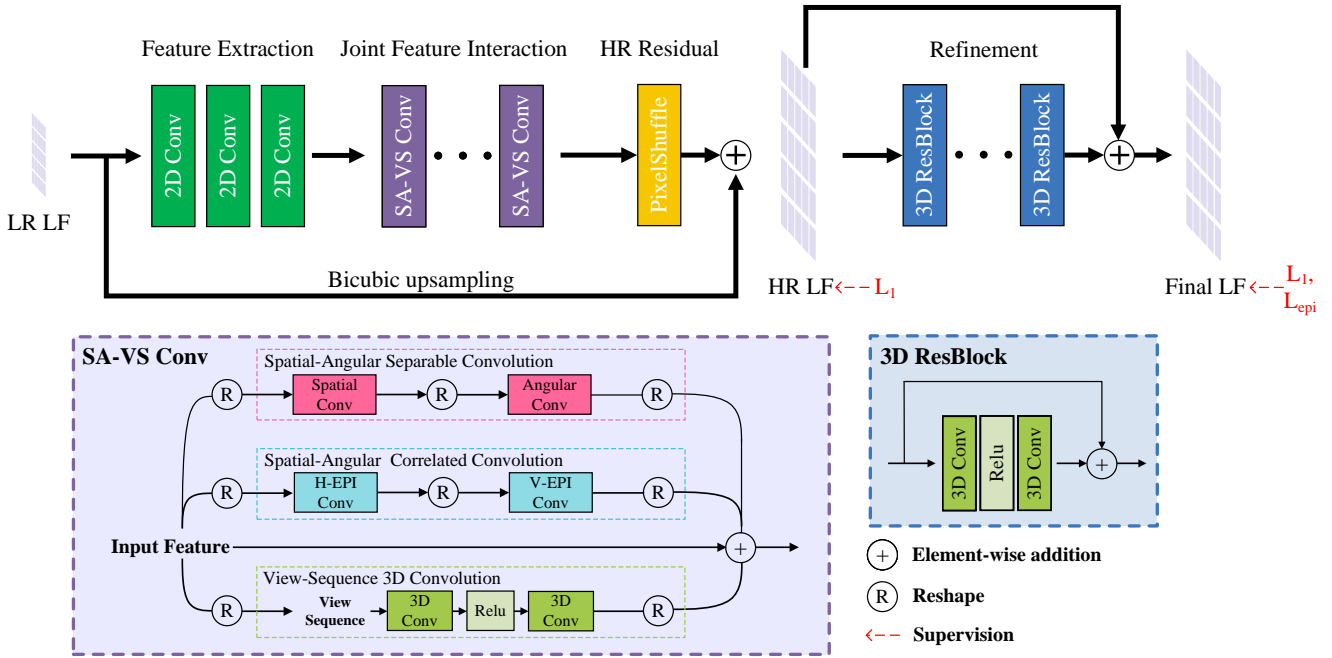 Feature Extraction
Joint Feature Interaction
HR Residual
Refinement
2D Conv
2D Conv
2D Conv
SA-VS Conv
SA-VS Conv
PixelShuffle
3D ResBlock
3D ResBlock
LR LF
Bicubic upsampling
HR LF
L1
Final LF
L1,
Lepi
SA-VS Conv
Spatial-Angular Separable Convolution
R
Spatial
Conv
R
Angular
Conv
R
Spatial-Angular Correlated Convolution
R
H-EPI
Conv
R
V-EPI
Conv
R
Input Feature
+
View-Sequence 3D Convolution
R
View
Sequence
3D
Conv
Relu
3D
Conv
R
3D ResBlock
3D Conv
Relu
3D Conv
+
+ Element-wise addition
R Reshape
Supervision